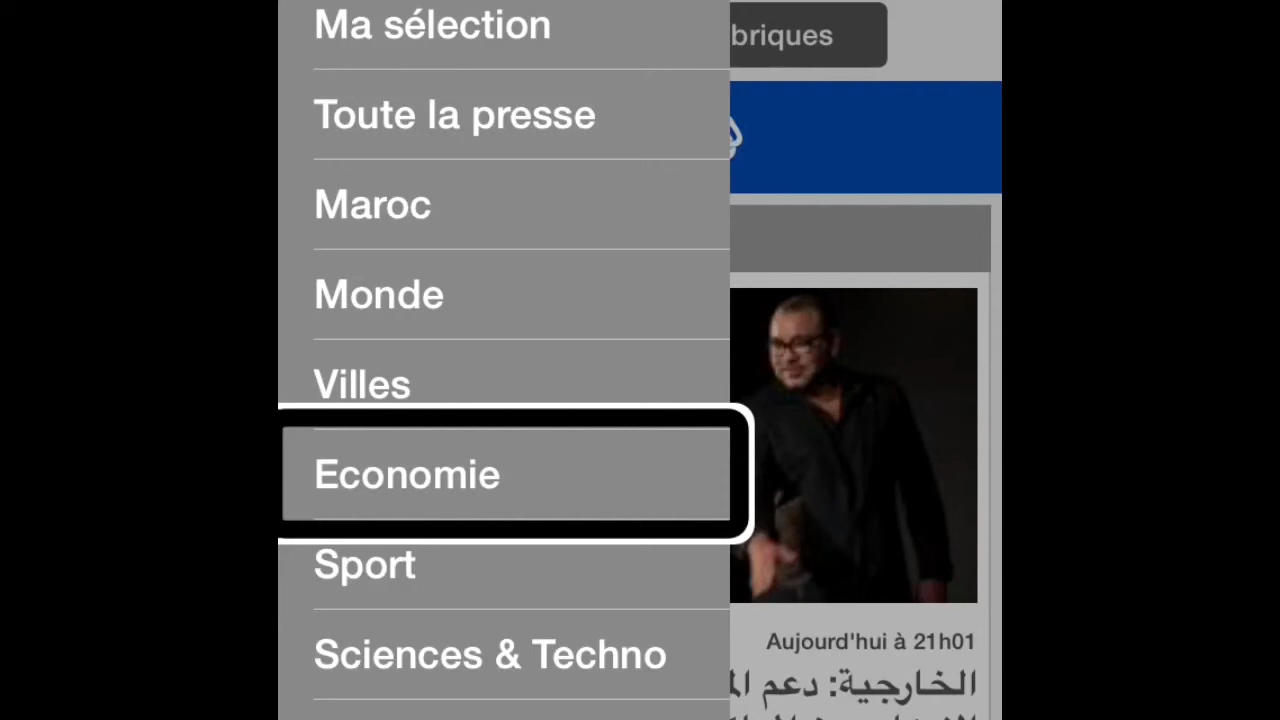 Ma sélection
briques
Toute la presse
Maroc
Monde
Villes
Economie
Sport
Sciences & Techno
Aujourd'hui à 21h01
الخارجية: دعم